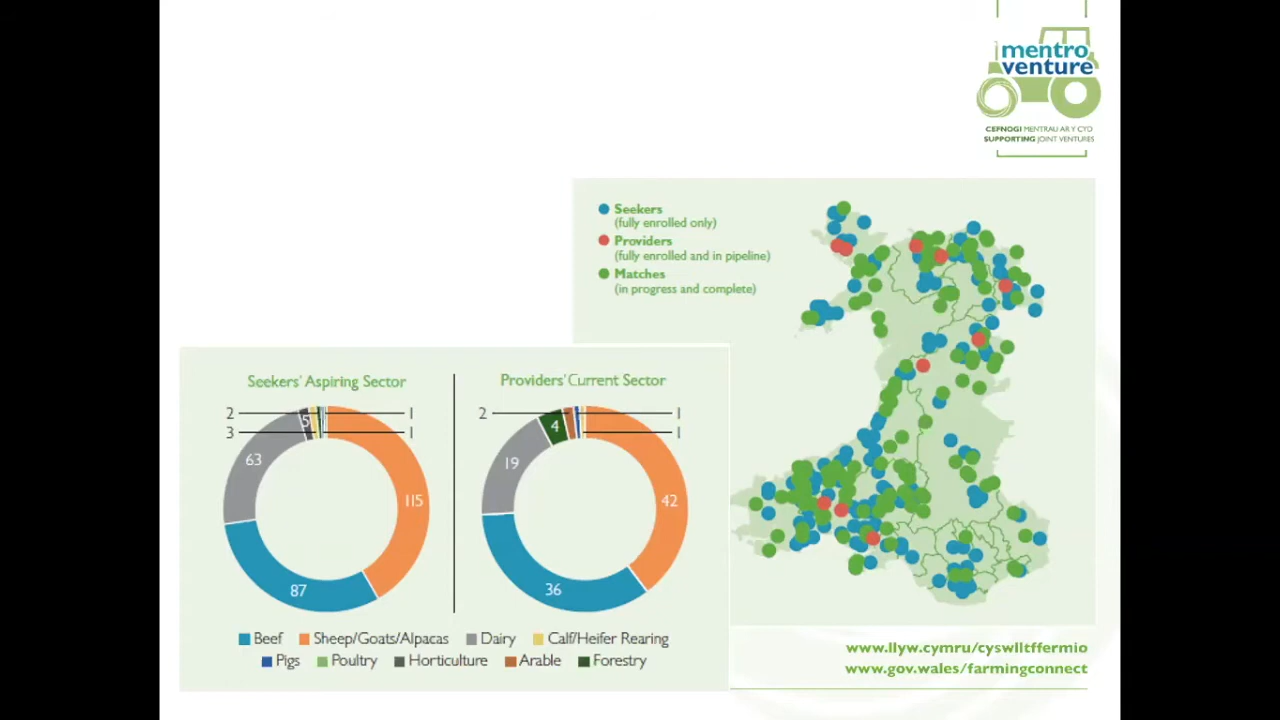 mentro
venture
CEFNOGI MENTRAU AR Y CYD
SUPPORTING JOINT VENTURES
Seekers
(fully enrolled only)
Providers
(fully enrolled and in pipeline)
Matches
(in progress and complete)
Seekers' Aspiring Sector
2
3
5
1
1
63
115
87
Providers' Current Sector
2
4
1
1
19
42
36
Beef
Sheep/Goats/Alpacas
Dairy
Calf/Heifer Rearing
Pigs
Poultry
Horticulture
Arable
Forestry
www.llyw.cymru/cyswlltffermio
www.gov.wales/farmingconnect